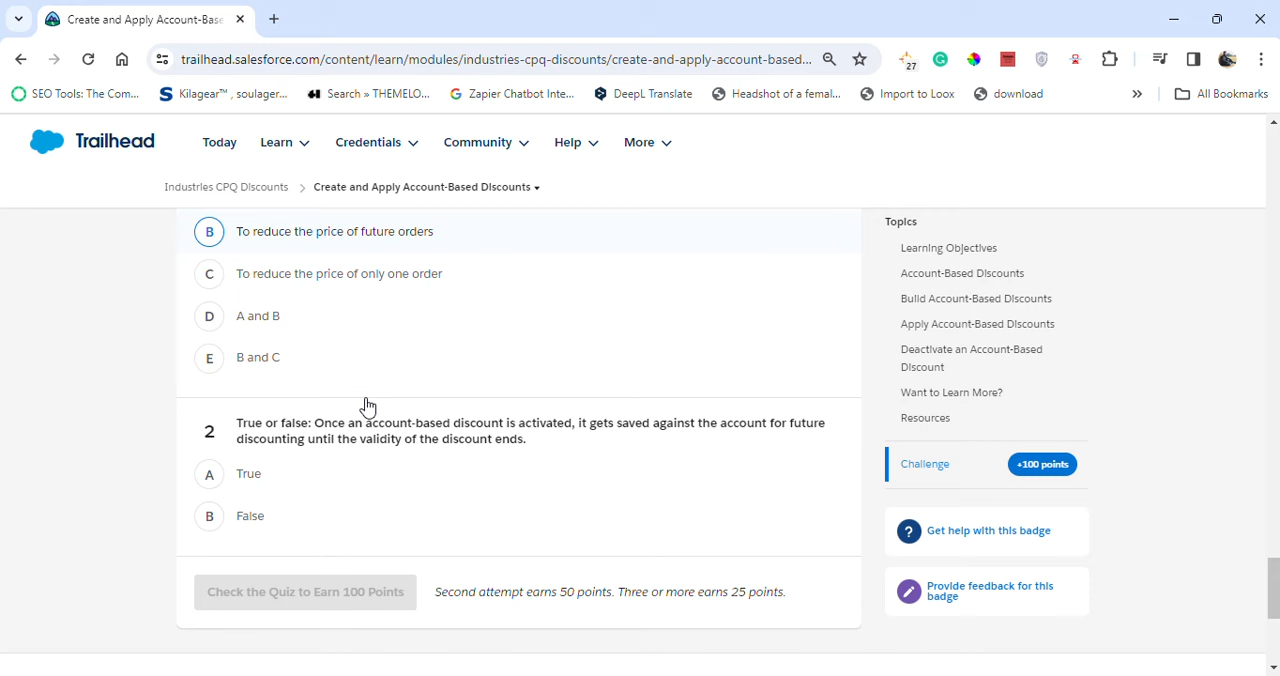 Create and Apply Account-Base
trailhead.salesforce.com/content/learn/modules/industries-cpq-discounts/create-and-apply-account-based...
27
SEO Tools: The Com...
Kilagear™, soulager...
Search » THEMELO...
Zapier Chatbot Inte...
DeepL Translate
Headshot of a femal...
Import to Loox
download
»
All Bookmarks
Trailhead
Today
Learn
Credentials
Community
Help
More
Industries CPQ Discounts
Create and Apply Account-Based Discounts
B To reduce the price of future orders
C To reduce the price of only one order
D A and B
E B and C
2 True or false: Once an account-based discount is activated, it gets saved against the account for future
discounting until the validity of the discount ends.
A True
B False
Check the Quiz to Earn 100 Points
Second attempt earns 50 points. Three or more earns 25 points.
Topics
Learning Objectives
Account-Based Discounts
Build Account-Based Discounts
Apply Account-Based Discounts
Deactivate an Account-Based
Discount
Want to Learn More?
Resources
Challenge
+100 points
Get help with this badge
Provide feedback for this
badge